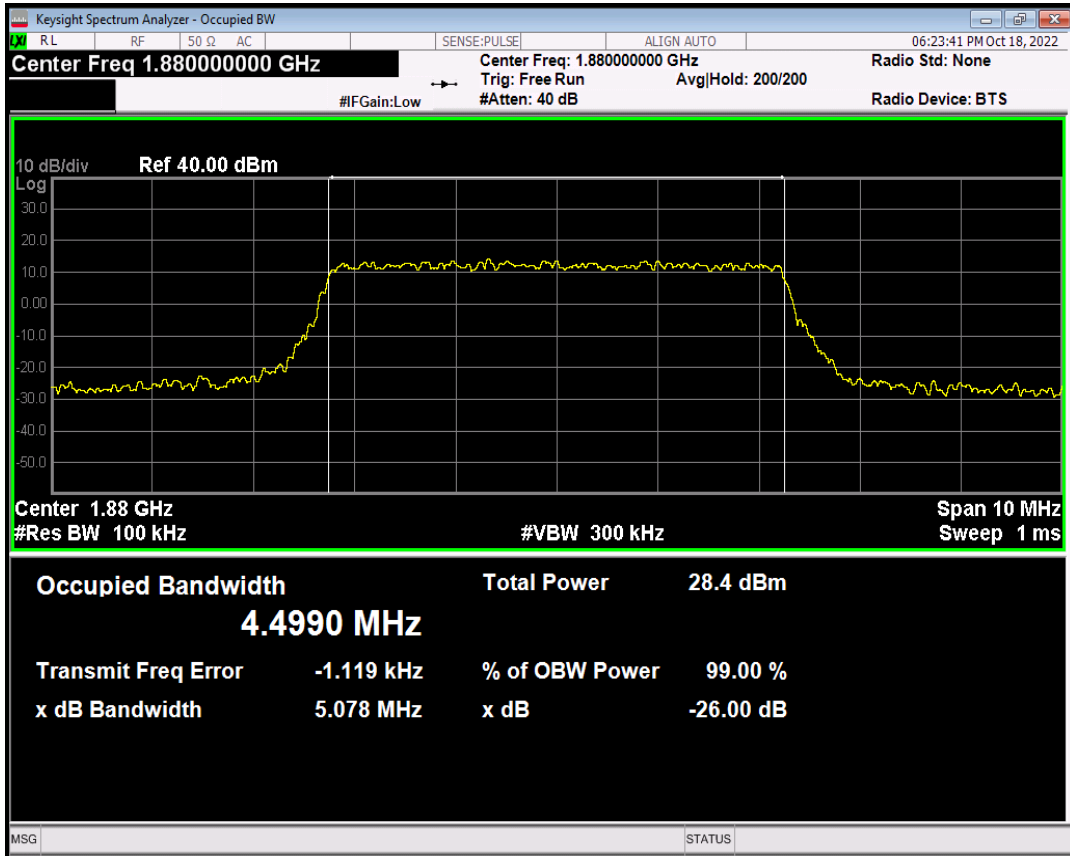 Keysight Spectrum Analyzer - Occupied BW
LXI RL RF 50 Ω AC SENSE:PULSE ALIGN AUTO 06:23:41 PM Oct 18, 2022
Center Freq 1.880000000 GHz Center Freq: 1.880000000 GHz Radio Std: None
Trig: Free Run Avg|Hold: 200/200
#IFGain:Low #Atten: 40 dB Radio Device: BTS
10 dB/div Ref 40.00 dBm
Log
30.0
20.0
10.0
0.00
-10.0
-20.0
-30.0
-40.0
-50.0
Center 1.88 GHz Span 10 MHz
#Res BW 100 kHz #VBW 300 kHz Sweep 1 ms
Occupied Bandwidth Total Power 28.4 dBm
4.4990 MHz
Transmit Freq Error -1.119 kHz % of OBW Power 99.00 %
x dB Bandwidth 5.078 MHz x dB -26.00 dB
MSG STATUS